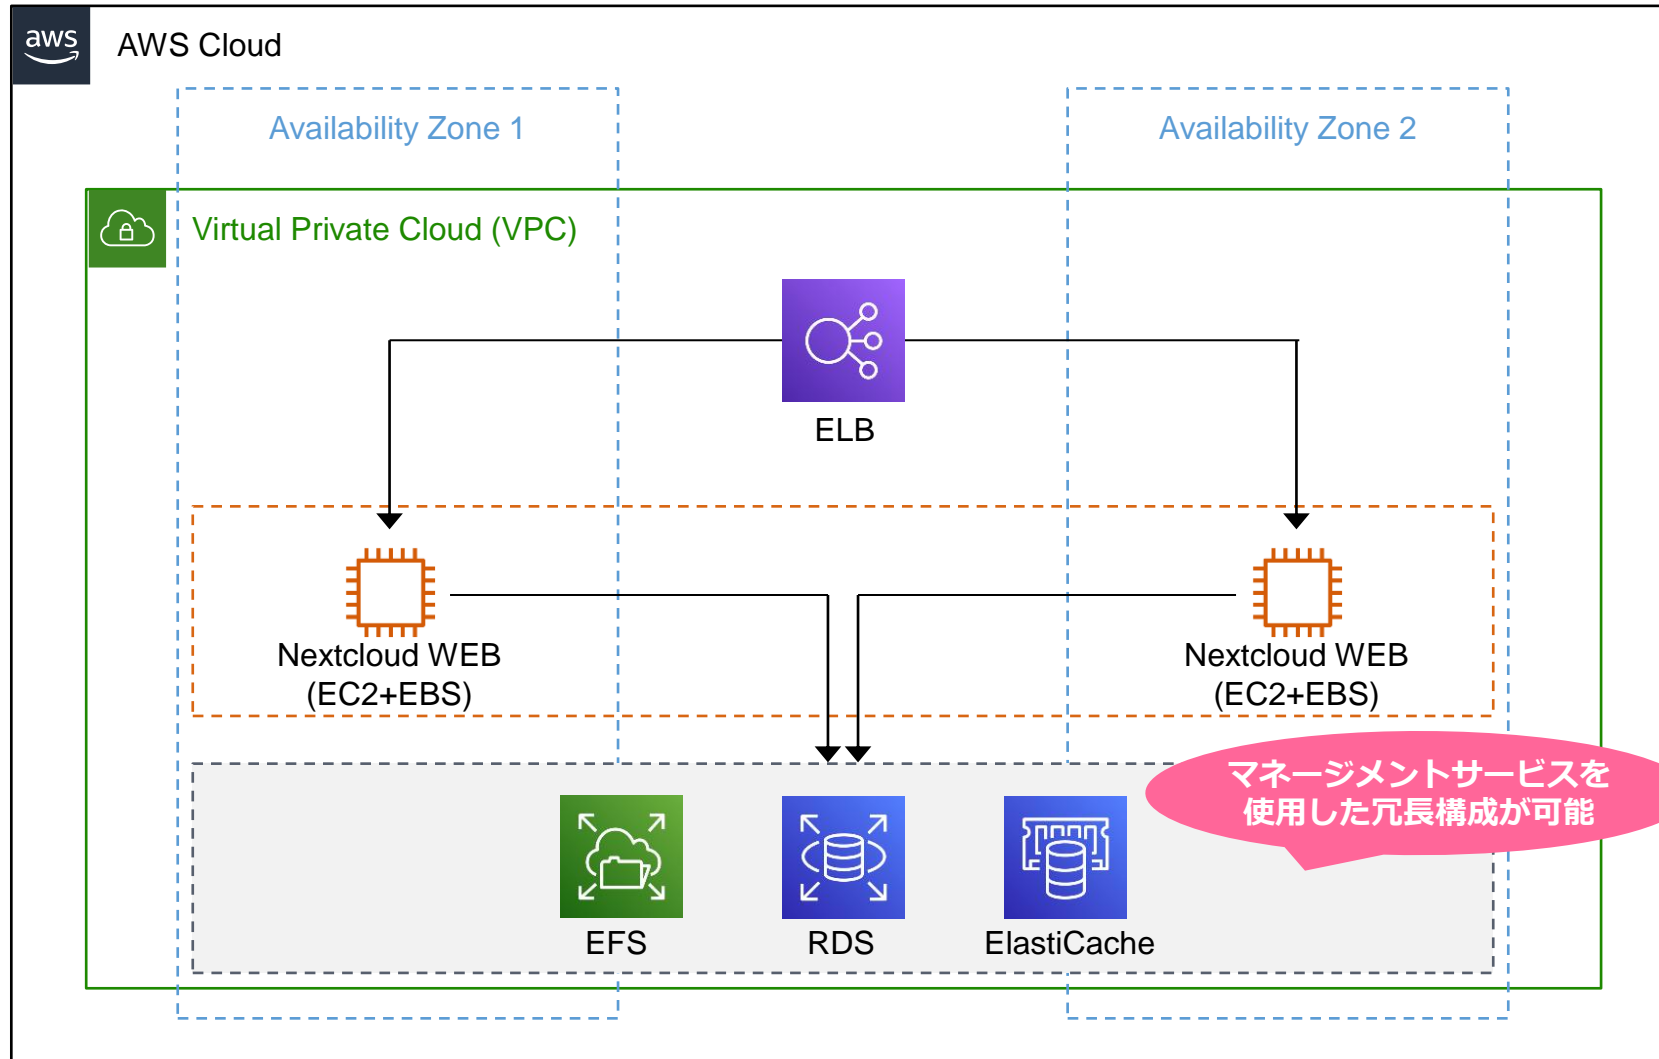 aws
AWS Cloud
Availability Zone 1
Availability Zone 2
Virtual Private Cloud (VPC)
ELB
Nextcloud WEB
(EC2+EBS)
Nextcloud WEB
(EC2+EBS)
マネージメントサービスを
使用した冗長構成が可能
EFS
RDS
ElastiCache